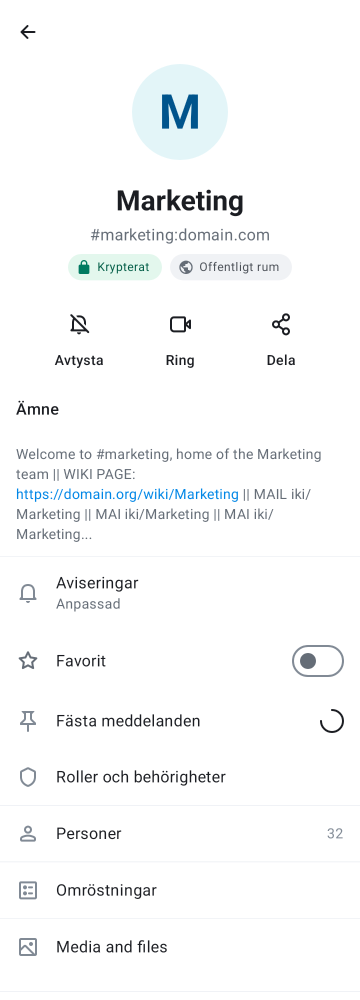 M
Marketing
#marketing:domain.com
Krypterat
Offentligt rum
Avtysta
Ring
Dela
Ämne
Welcome to #marketing, home of the Marketing
team || WIKI PAGE:
https://domain.org/wiki/Marketing || MAIL iki/
Marketing || MAI iki/Marketing || MAI iki/
Marketing...
Aviseringar
Anpassad
Favorit
Fästa meddelanden
Roller och behörigheter
Personer 32
Omröstningar
Media and files